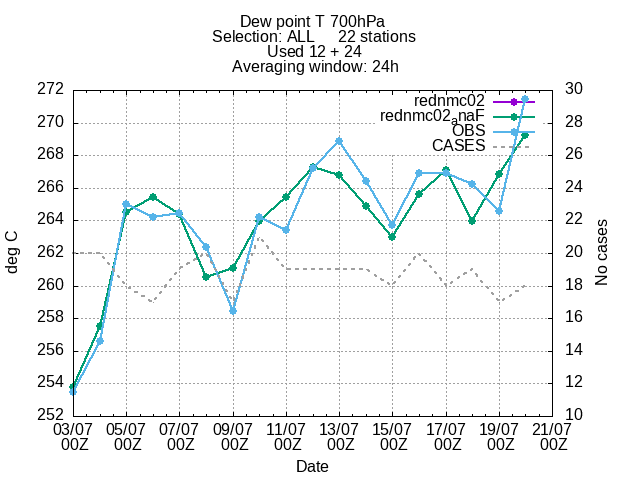 Dew point T 700hPa
Selection: ALL 22 stations
Used 12 + 24
Averaging window: 24h
272 30
270 28
268 26
266 24
264 22
262 20
260 18
258 16
256 14
254 12
252 10
rednmc02
rednmc02anaF
OBS
CASES
deg C
No cases
03/07 05/07 07/07 09/07 11/07 13/07 15/07 17/07 19/07 21/07
00Z 00Z 00Z 00Z 00Z 00Z 00Z 00Z 00Z 00Z
Date